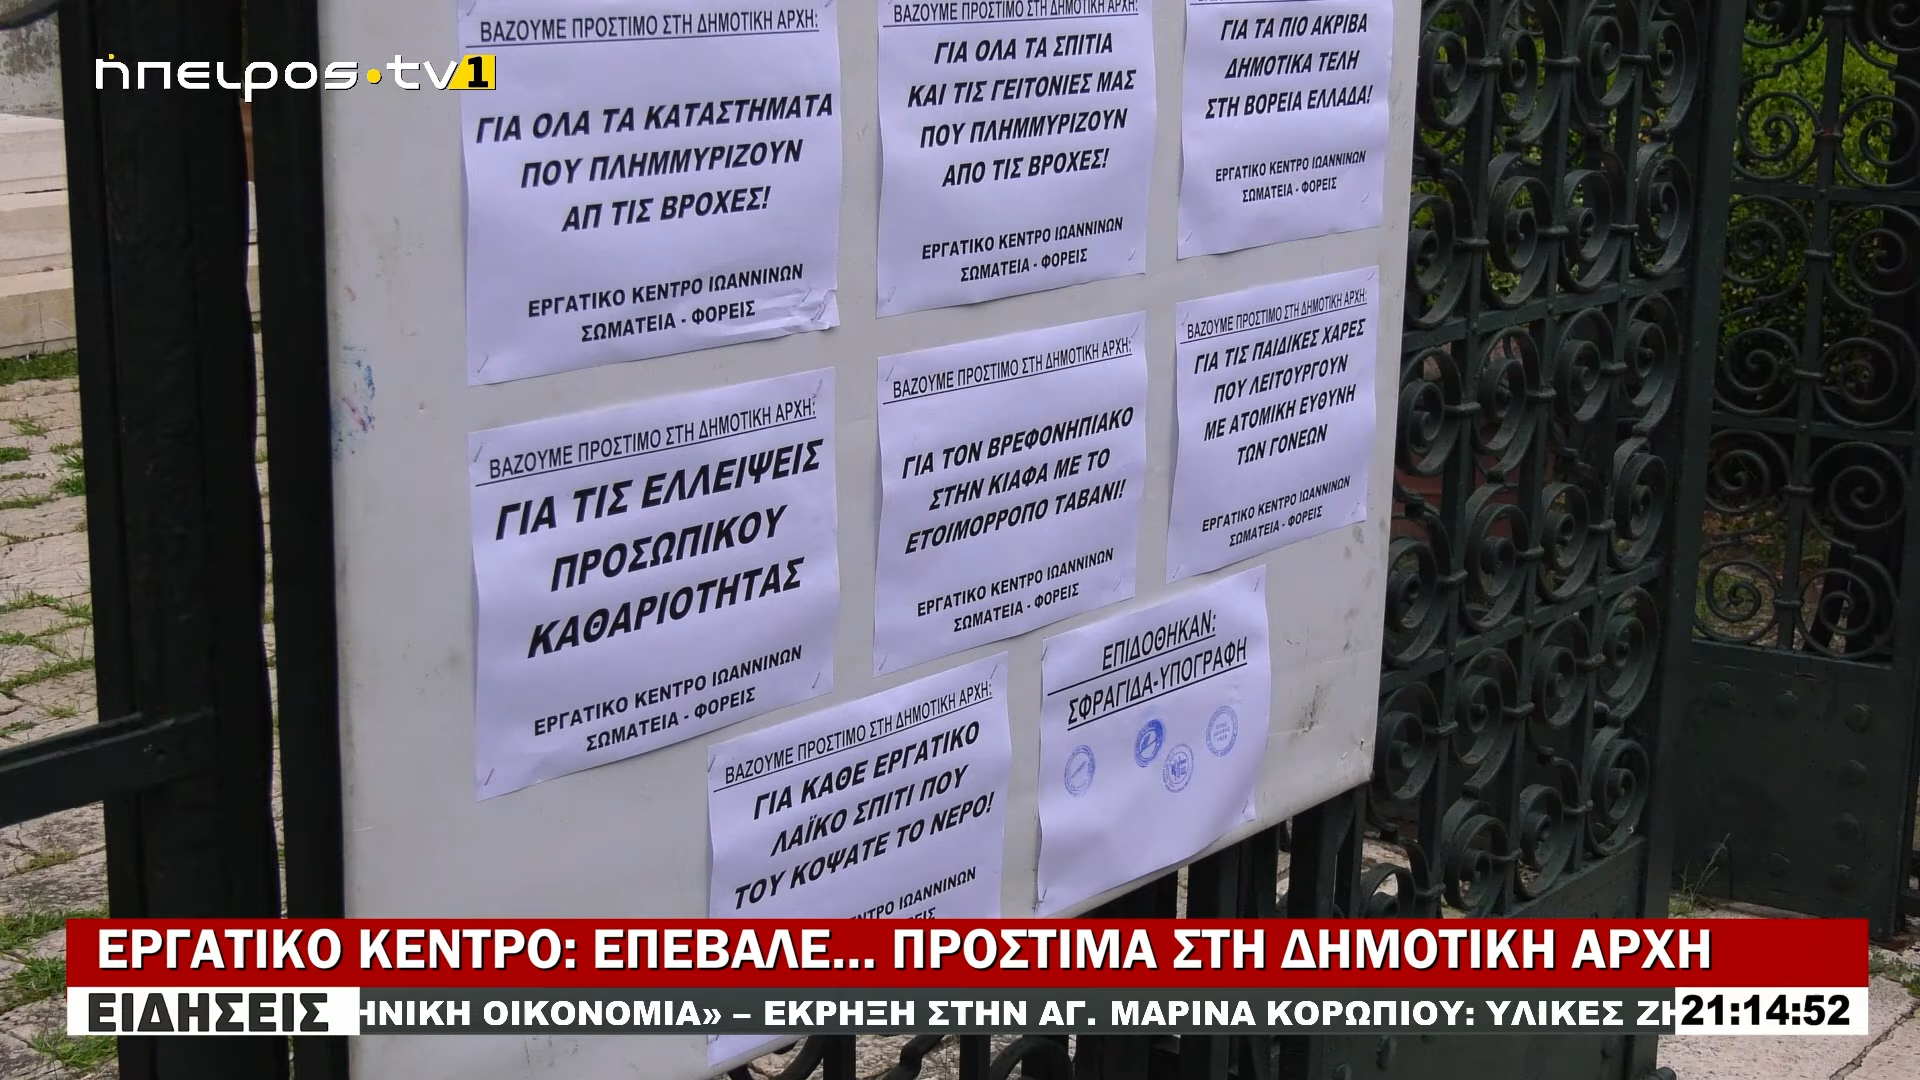 ήπειρος.tv1
ΒΑΖΟΥΜΕ ΠΡΟΣΤΙΜΟ ΣΤΗ ΔΗΜΟΤΙΚΗ ΑΡΧΗ:
ΓΙΑ ΟΛΑ ΤΑ ΚΑΤΑΣΤΗΜΑΤΑ
ΠΟΥ ΠΛΗΜΜΥΡΙΖΟΥΝ
ΑΠ ΤΙΣ ΒΡΟΧΕΣ!
ΕΡΓΑΤΙΚΟ ΚΕΝΤΡΟ ΙΩΑΝΝΙΝΩΝ
ΣΩΜΑΤΕΙΑ - ΦΟΡΕΙΣ
ΒΑΖΟΥΜΕ ΠΡΟΣΤΙΜΟ ΣΤΗ ΔΗΜΟΤΙΚΗ ΑΡΧΗ:
ΓΙΑ ΟΛΑ ΤΑ ΣΠΙΤΙΑ
ΚΑΙ ΤΙΣ ΓΕΙΤΟΝΙΕΣ ΜΑΣ
ΠΟΥ ΠΛΗΜΜΥΡΙΖΟΥΝ
ΑΠΟ ΤΙΣ ΒΡΟΧΕΣ!
ΕΡΓΑΤΙΚΟ ΚΕΝΤΡΟ ΙΩΑΝΝΙΝΩΝ
ΣΩΜΑΤΕΙΑ - ΦΟΡΕΙΣ
ΓΙΑ ΤΑ ΠΙΟ ΑΚΡΙΒΑ
ΔΗΜΟΤΙΚΑ ΤΕΛΗ
ΣΤΗ ΒΟΡΕΙΑ ΕΛΛΑΔΑ!
ΕΡΓΑΤΙΚΟ ΚΕΝΤΡΟ ΙΩΑΝΝΙΝΩΝ
ΣΩΜΑΤΕΙΑ - ΦΟΡΕΙΣ
ΒΑΖΟΥΜΕ ΠΡΟΣΤΙΜΟ ΣΤΗ ΔΗΜΟΤΙΚΗ ΑΡΧΗ:
ΓΙΑ ΤΙΣ ΕΛΛΕΙΨΕΙΣ
ΠΡΟΣΩΠΙΚΟΥ
ΚΑΘΑΡΙΟΤΗΤΑΣ
ΕΡΓΑΤΙΚΟ ΚΕΝΤΡΟ ΙΩΑΝΝΙΝΩΝ
ΣΩΜΑΤΕΙΑ - ΦΟΡΕΙΣ
ΒΑΖΟΥΜΕ ΠΡΟΣΤΙΜΟ ΣΤΗ ΔΗΜΟΤΙΚΗ ΑΡΧΗ:
ΓΙΑ ΤΟΝ ΒΡΕΦΟΝΗΠΙΑΚΟ
ΣΤΗΝ ΚΙΑΦΑ ΜΕ ΤΟ
ΕΤΟΙΜΟΡΡΟΠΟ ΤΑΒΑΝΙ!
ΕΡΓΑΤΙΚΟ ΚΕΝΤΡΟ ΙΩΑΝΝΙΝΩΝ
ΣΩΜΑΤΕΙΑ - ΦΟΡΕΙΣ
ΒΑΖΟΥΜΕ ΠΡΟΣΤΙΜΟ ΣΤΗ ΔΗΜΟΤΙΚΗ ΑΡΧΗ:
ΓΙΑ ΤΙΣ ΠΑΙΔΙΚΕΣ ΧΑΡΕΣ
ΠΟΥ ΛΕΙΤΟΥΡΓΟΥΝ
ΜΕ ΑΤΟΜΙΚΗ ΕΥΘΥΝΗ
ΤΩΝ ΓΟΝΕΩΝ
ΕΡΓΑΤΙΚΟ ΚΕΝΤΡΟ ΙΩΑΝΝΙΝΩΝ
ΣΩΜΑΤΕΙΑ - ΦΟΡΕΙΣ
ΒΑΖΟΥΜΕ ΠΡΟΣΤΙΜΟ ΣΤΗ ΔΗΜΟΤΙΚΗ ΑΡΧΗ:
ΓΙΑ ΚΑΘΕ ΕΡΓΑΤΙΚΟ
ΛΑΪΚΟ ΣΠΙΤΙ ΠΟΥ
ΤΟΥ ΚΟΨΑΤΕ ΤΟ ΝΕΡΟ!
ΙΩΑΝΝΙΝΩΝ
ΕΠΙΔΟΘΗΚΑΝ:
ΣΦΡΑΓΙΔΑ-ΥΠΟΓΡΑΦΗ
ΕΡΓΑΤΙΚΟ ΚΕΝΤΡΟ: ΕΠΕΒΑΛΕ... ΠΡΟΣΤΙΜΑ ΣΤΗ ΔΗΜΟΤΙΚΗ ΑΡΧΗ
ΕΙΔΗΣΕΙΣ
ΗΝΙΚΗ ΟΙΚΟΝΟΜΙΑ» – ΕΚΡΗΞΗ ΣΤΗΝ ΑΓ. ΜΑΡΙΝΑ ΚΟΡΩΠΙΟΥ: ΥΛΙΚΕΣ ΖΗ
21:14:52